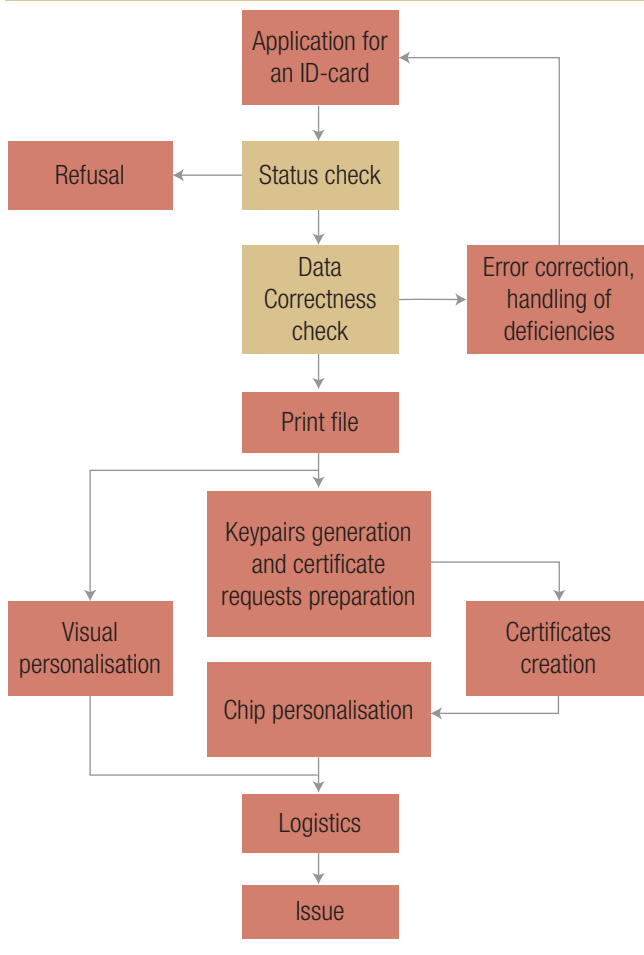 Application for
an ID-card
Refusal
Status check
Data
Correctness
check
Error correction,
handling of
deficiencies
Print file
Keypairs generation
and certificate
requests preparation
Visual
personalisation
Certificates
creation
Chip personalisation
Logistics
Issue